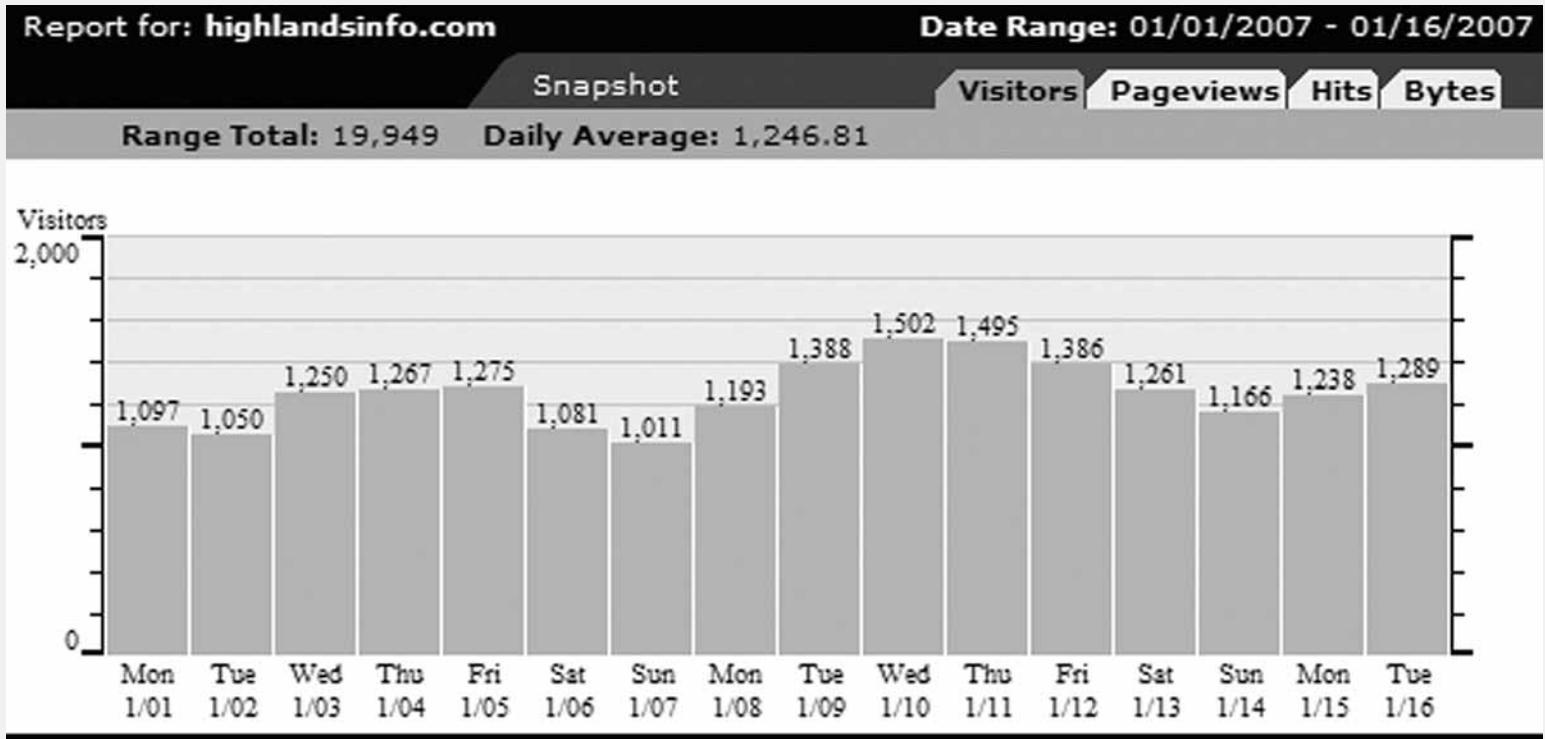 Report for: highlandsinfo.com
Date Range: 01/01/2007 - 01/16/2007
Snapshot
Visitors Pageviews Hits Bytes
Range Total: 19,949 Daily Average: 1,246.81
Visitors
2,000
1,097 1,050 1,250 1,267 1,275 1,081 1,011 1,193 1,388 1,502 1,495 1,386 1,261 1,166 1,238 1,289
0
Mon Tue Wed Thu Fri Sat Sun Mon Tue Wed Thu Fri Sat Sun Mon Tue
1/01 1/02 1/03 1/04 1/05 1/06 1/07 1/08 1/09 1/10 1/11 1/12 1/13 1/14 1/15 1/16